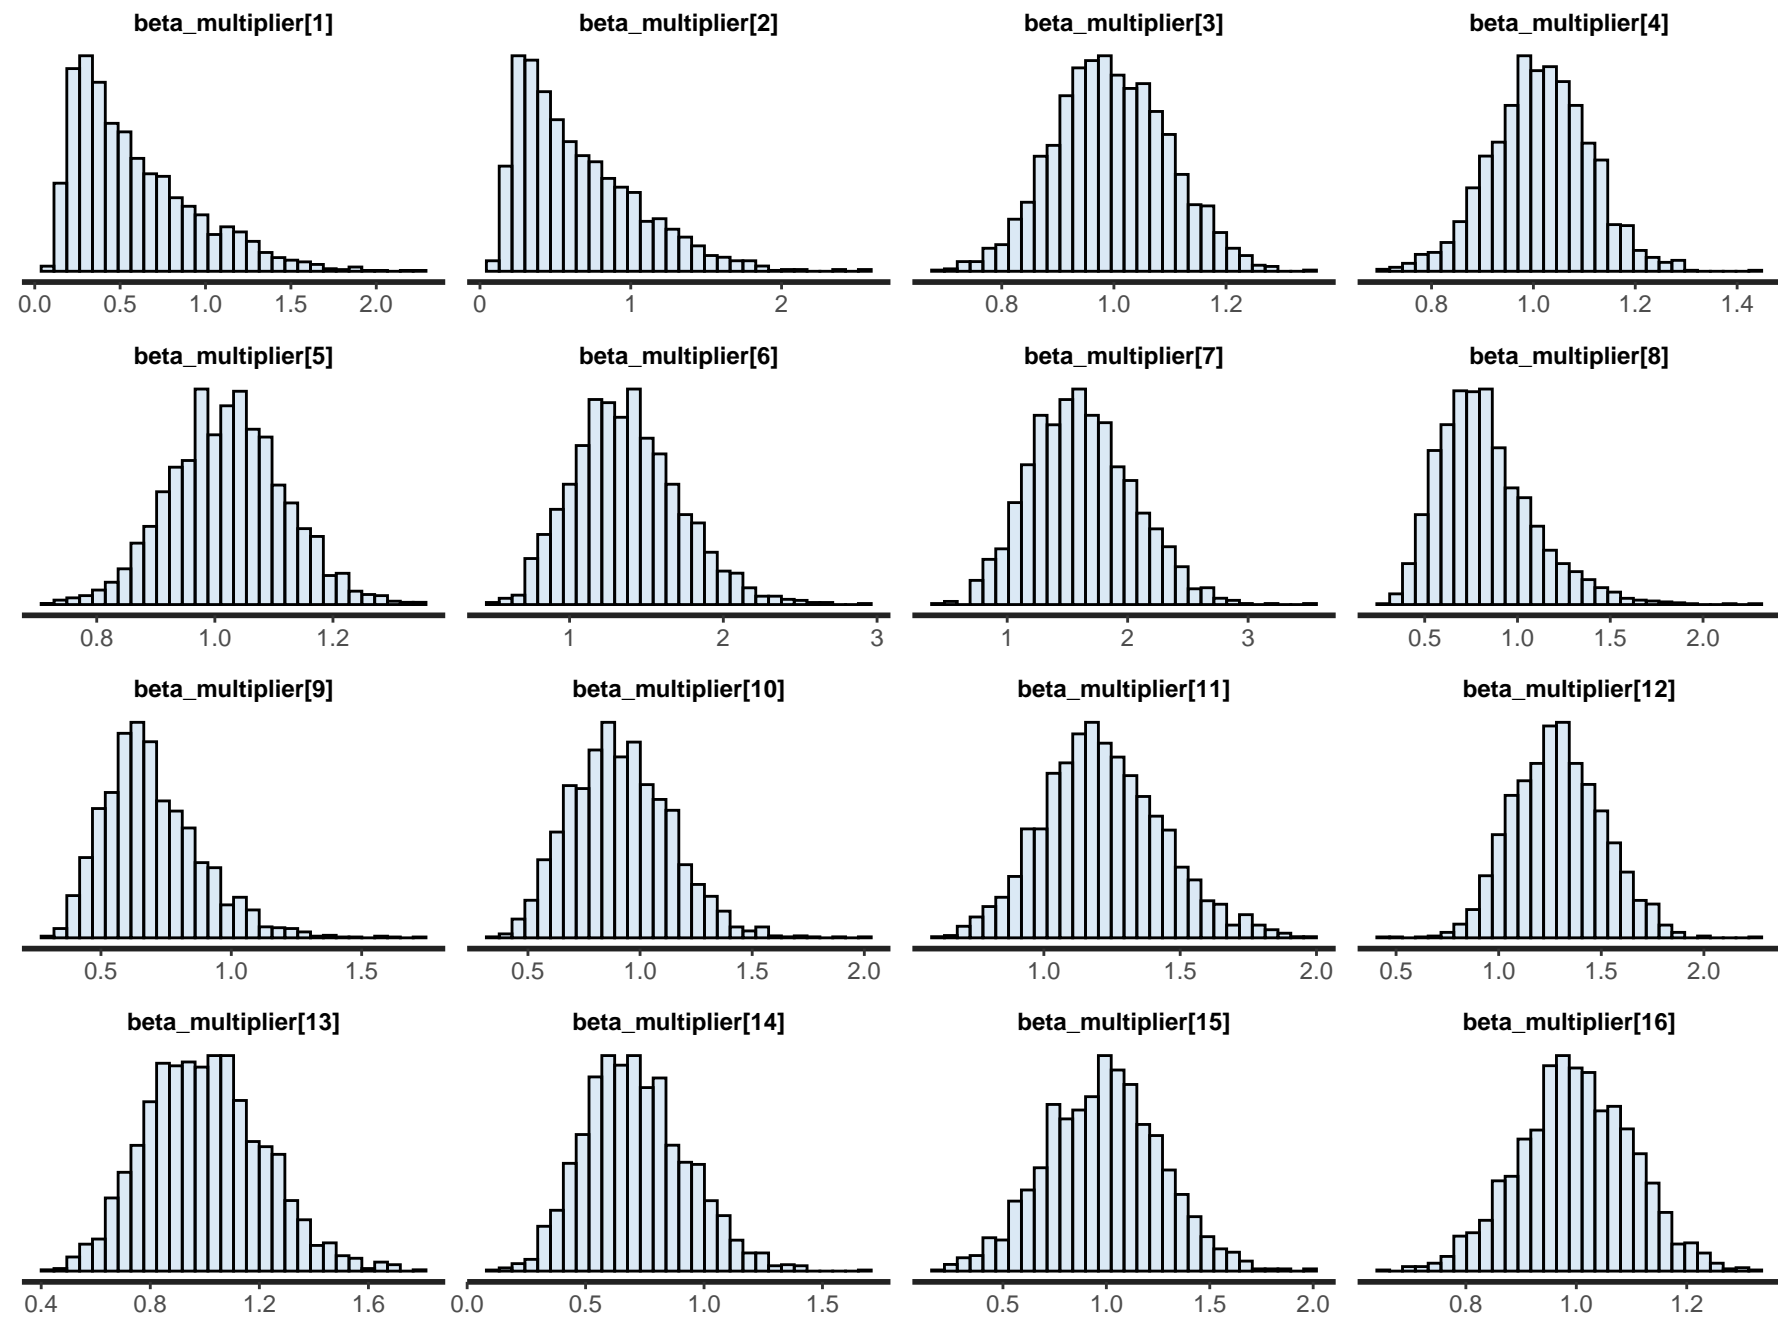 beta_multiplier[1] beta_multiplier[2] beta_multiplier[3] beta_multiplier[4]
0.0 0.5 1.0 1.5 2.0 0 1 2 0.8 1.0 1.2 0.8 1.0 1.2 1.4
beta_multiplier[5] beta_multiplier[6] beta_multiplier[7] beta_multiplier[8]
0.8 1.0 1.2 1 2 3 1 2 3 0.5 1.0 1.5 2.0
beta_multiplier[9] beta_multiplier[10] beta_multiplier[11] beta_multiplier[12]
0.5 1.0 1.5 0.5 1.0 1.5 2.0 1.0 1.5 2.0 0.5 1.0 1.5 2.0
beta_multiplier[13] beta_multiplier[14] beta_multiplier[15] beta_multiplier[16]
0.4 0.8 1.2 1.6 0.0 0.5 1.0 1.5 0.5 1.0 1.5 2.0 0.8 1.0 1.2